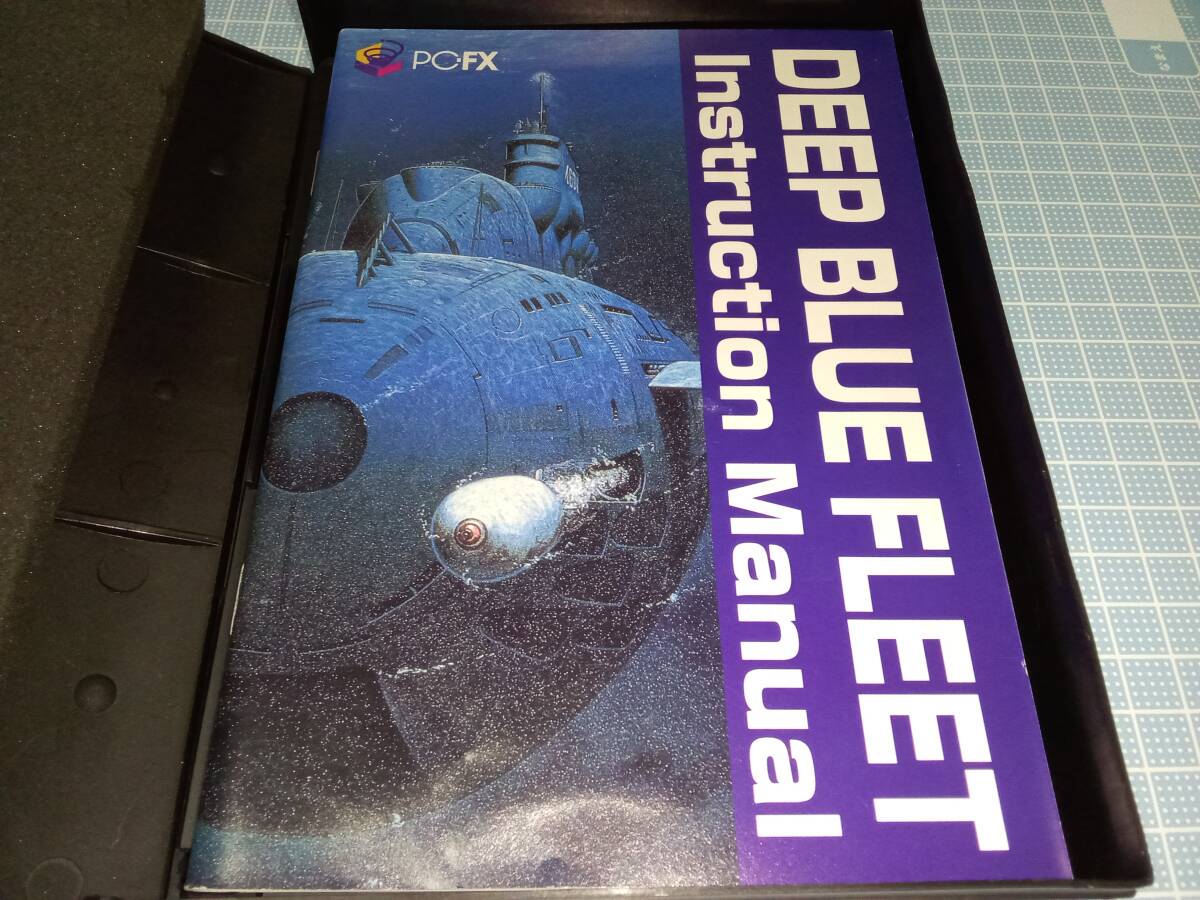 PC-FX
DEEP BLUE FLEET
Instruction Manual